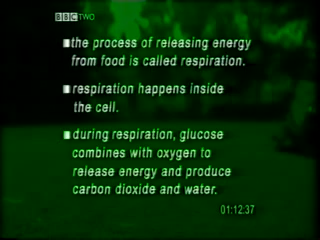 BBC TWO
the process of releasing energy
from food is called respiration.
respiration happens inside
the cell.
during respiration, glucose
combines with oxygen to
release energy and produce
carbon dioxide and water.
01:12:37